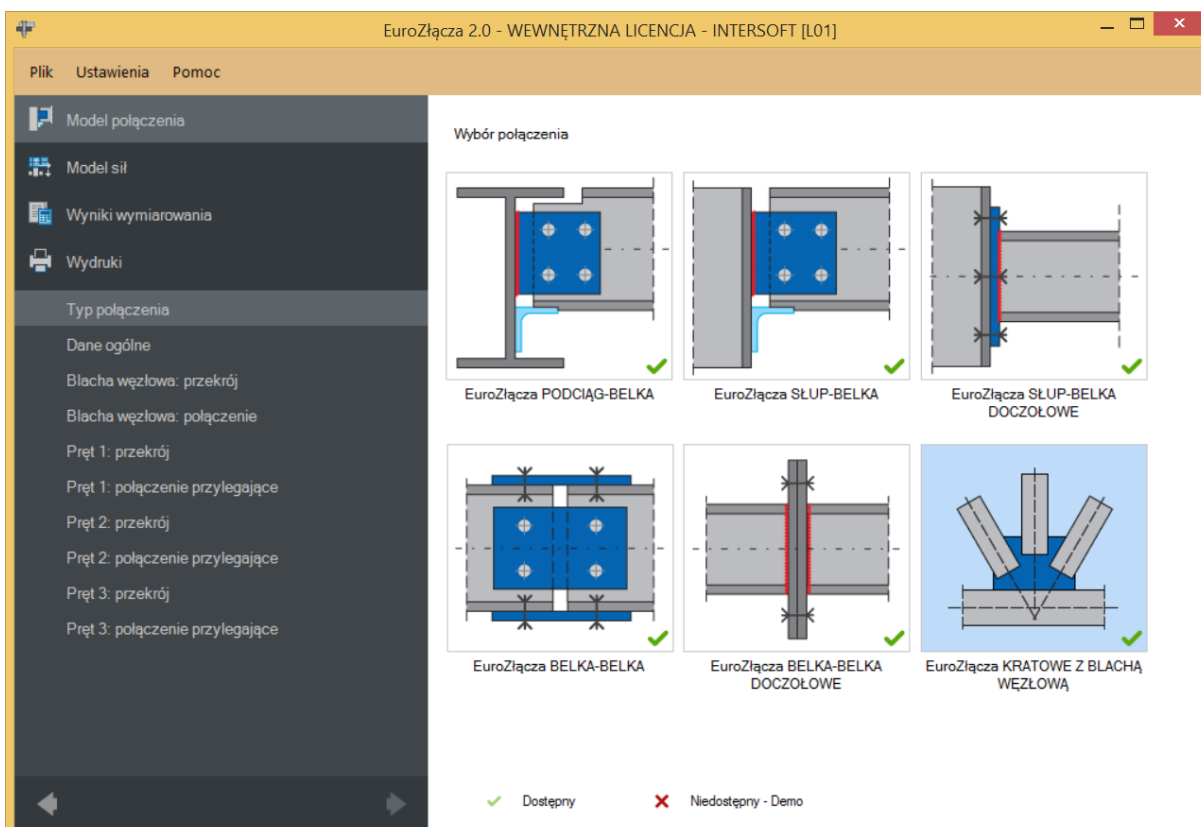 EuroZłącza 2.0 - WEWNĘTRZNA LICENCJA - INTERSOFT [L01]
Plik Ustawienia Pomoc
Model połączenia
Model sił
Wyniki wymiarowania
Wydruki
Typ połączenia
Dane ogólne
Blacha węzłowa: przekrój
Blacha węzłowa: połączenie
Pręt 1: przekrój
Pręt 1: połączenie przylegające
Pręt 2: przekrój
Pręt 2: połączenie przylegające
Pręt 3: przekrój
Pręt 3: połączenie przylegające
Wybór połączenia
EuroZłącza PODCIĄG-BELKA
EuroZłącza SŁUP-BELKA
EuroZłącza SŁUP-BELKA
DOCZOŁOWE
EuroZłącza BELKA-BELKA
EuroZłącza BELKA-BELKA
DOCZOŁOWE
EuroZłącza KRATOWE Z BLACHĄ
WĘZŁOWĄ
Dostępny
Niedostępny - Demo